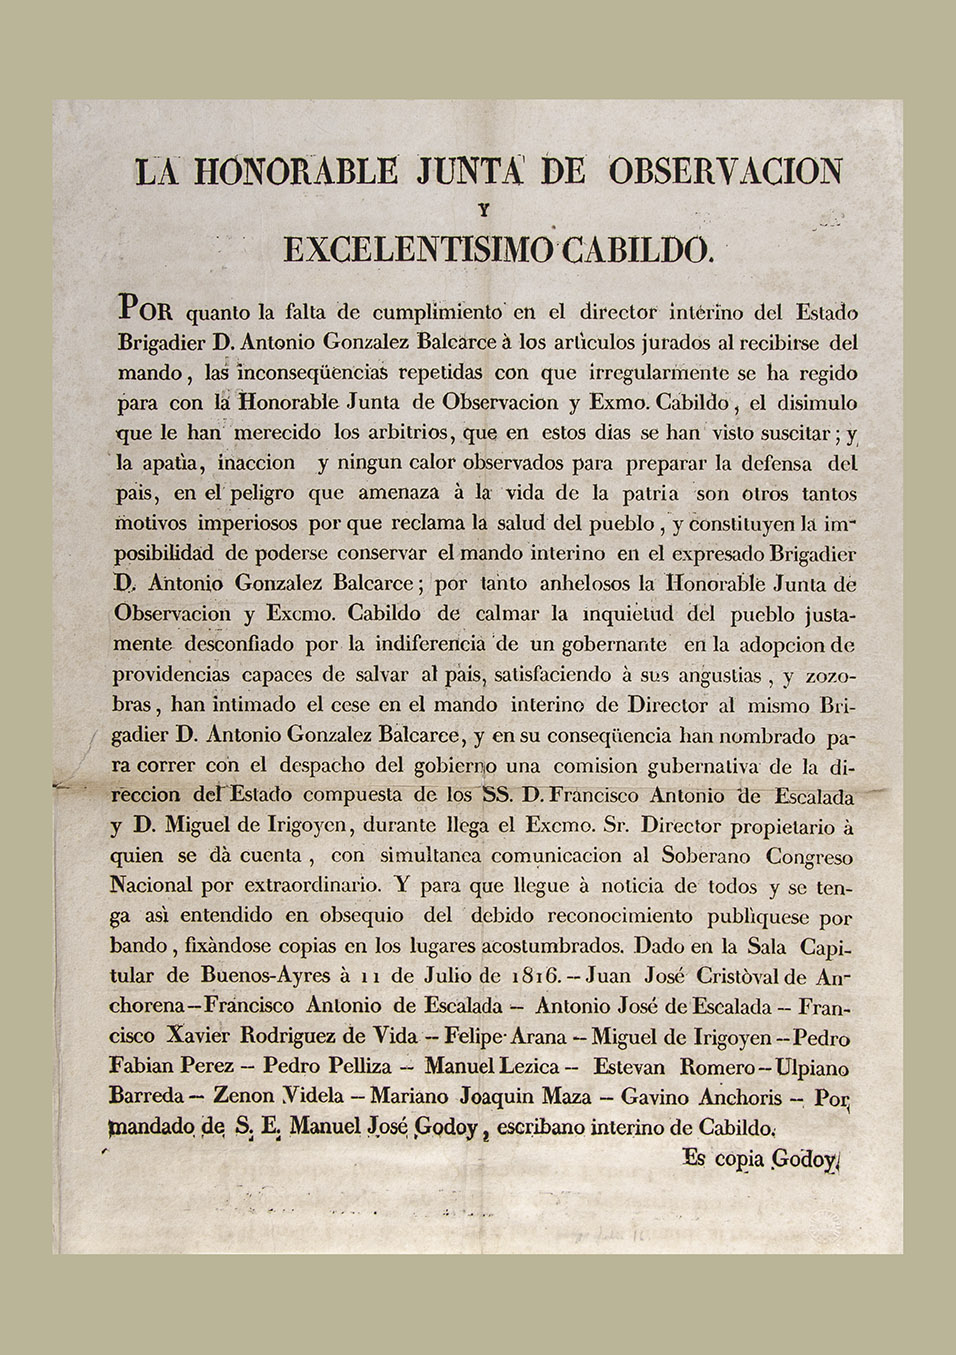 LA HONORABLE JUNTA DE OBSERVACION
Y
EXCELENTISIMO CABILDO.
POR quanto la falta de cumplimiento en el director interino del Estado
Brigadier D. Antonio Gonzalez Balcarce à los artìculos jurados al recibirse del
mando, las inconseqüencias repetidas con que irregularmente se ha regido
para con la Honorable Junta de Observacion y Exmo. Cabildo, el disimulo
que le han merecido los arbitrios, que en estos dias se han visto suscitar; y
la apatìa, inaccion y ningun calor observados para preparar la defensa del
pais, en el peligro que amenaza à la vida de la patria son otros tantos
motivos imperiosos por que reclama la salud del pueblo, y constituyen la im-
posibilidad de poderse conservar el mando interino en el expresado Brigadier
D. Antonio Gonzalez Balcarce; por tanto anhelosos la Honorable Junta de
Observacion y Excmo. Cabildo de calmar la inquietud del pueblo justa-
mente desconfiado por la indiferencia de un gobernante en la adopcion de
providencias capaces de salvar al pais, satisfaciendo à sus angustias, y zozo-
bras, han intimado el cese en el mando interino de Director al mismo Bri-
gadier D. Antonio Gonzalez Balcarce, y en su conseqüencia han nombrado pa-
ra correr con el despacho del gobierno una comision gubernativa de la di-
reccion del Estado compuesta de los SS. D. Francisco Antonio de Escalada
y D. Miguel de Irigoyen, durante llega el Excmo. Sr. Director propietario à
quien se dà cuenta, con simultanea comunicacion al Soberano Congreso
Nacional por extraordinario. Y para que llegue à noticia de todos y se ten-
ga asì entendido en obsequio del debido reconocimiento publìquese por
bando, fixàndose copias en los lugares acostumbrados. Dado en la Sala Capi-
tular de Buenos-Ayres à 11 de Julio de 1816. — Juan José Cristòval de An-
chorena — Francisco Antonio de Escalada — Antonio José de Escalada — Fran-
cisco Xavier Rodriguez de Vida — Felipe Arana — Miguel de Irigoyen — Pedro
Fabian Perez — Pedro Pelliza — Manuel Lezica — Estevan Romero — Ulpiano
Barreda — Zenon Videla — Mariano Joaquin Maza — Gavino Anchoris — Por
mandado de S. E. Manuel José Godoy, escribano interino de Cabildo.
Es copia Godoy.